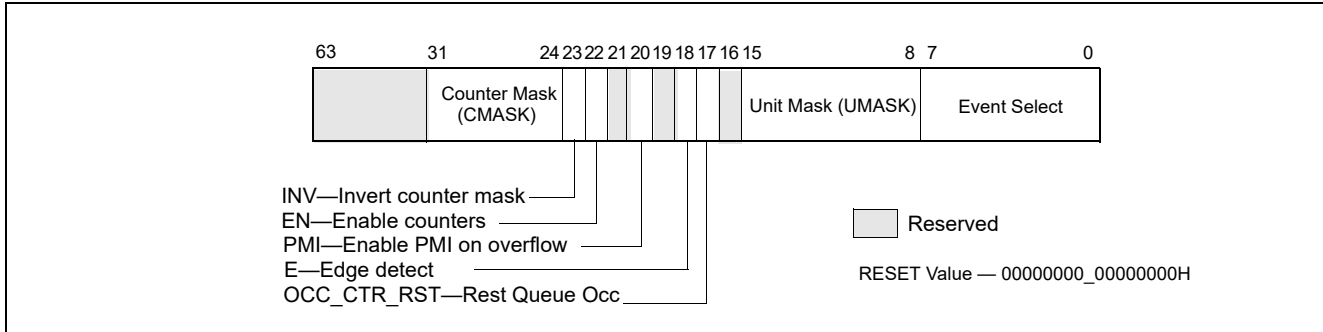 63 31 24 23 22 21 20 19 18 17 16 15 8 7 0
Counter Mask
(CMASK)
Unit Mask (UMASK)
Event Select
INV—Invert counter mask
EN—Enable counters
PMI—Enable PMI on overflow
E—Edge detect
OCC_CTR_RST—Rest Queue Occ
Reserved
RESET Value — 00000000_00000000H